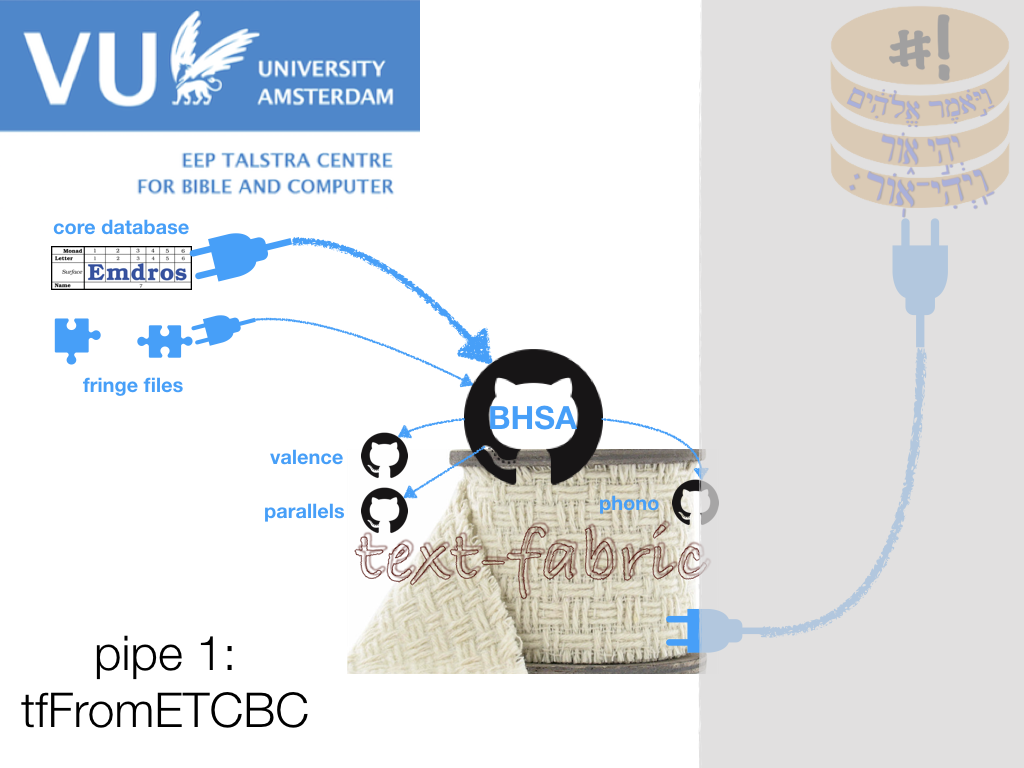 VU UNIVERSITY
AMSTERDAM
EEP TALSTRA CENTRE
FOR BIBLE AND COMPUTER
core database
Monad 1 2 3 4 5 6
Letter 1 2 3 4 5 6
Surface Emdros
Name 7
fringe files
BHSA
valence
parallels
phono
text-fabric
pipe 1:
tfFromETCBC
#!
וַיֹּאמֶר אֱלֹהִים
יְהִי אוֹר
וַיְהִי־אוֹר׃